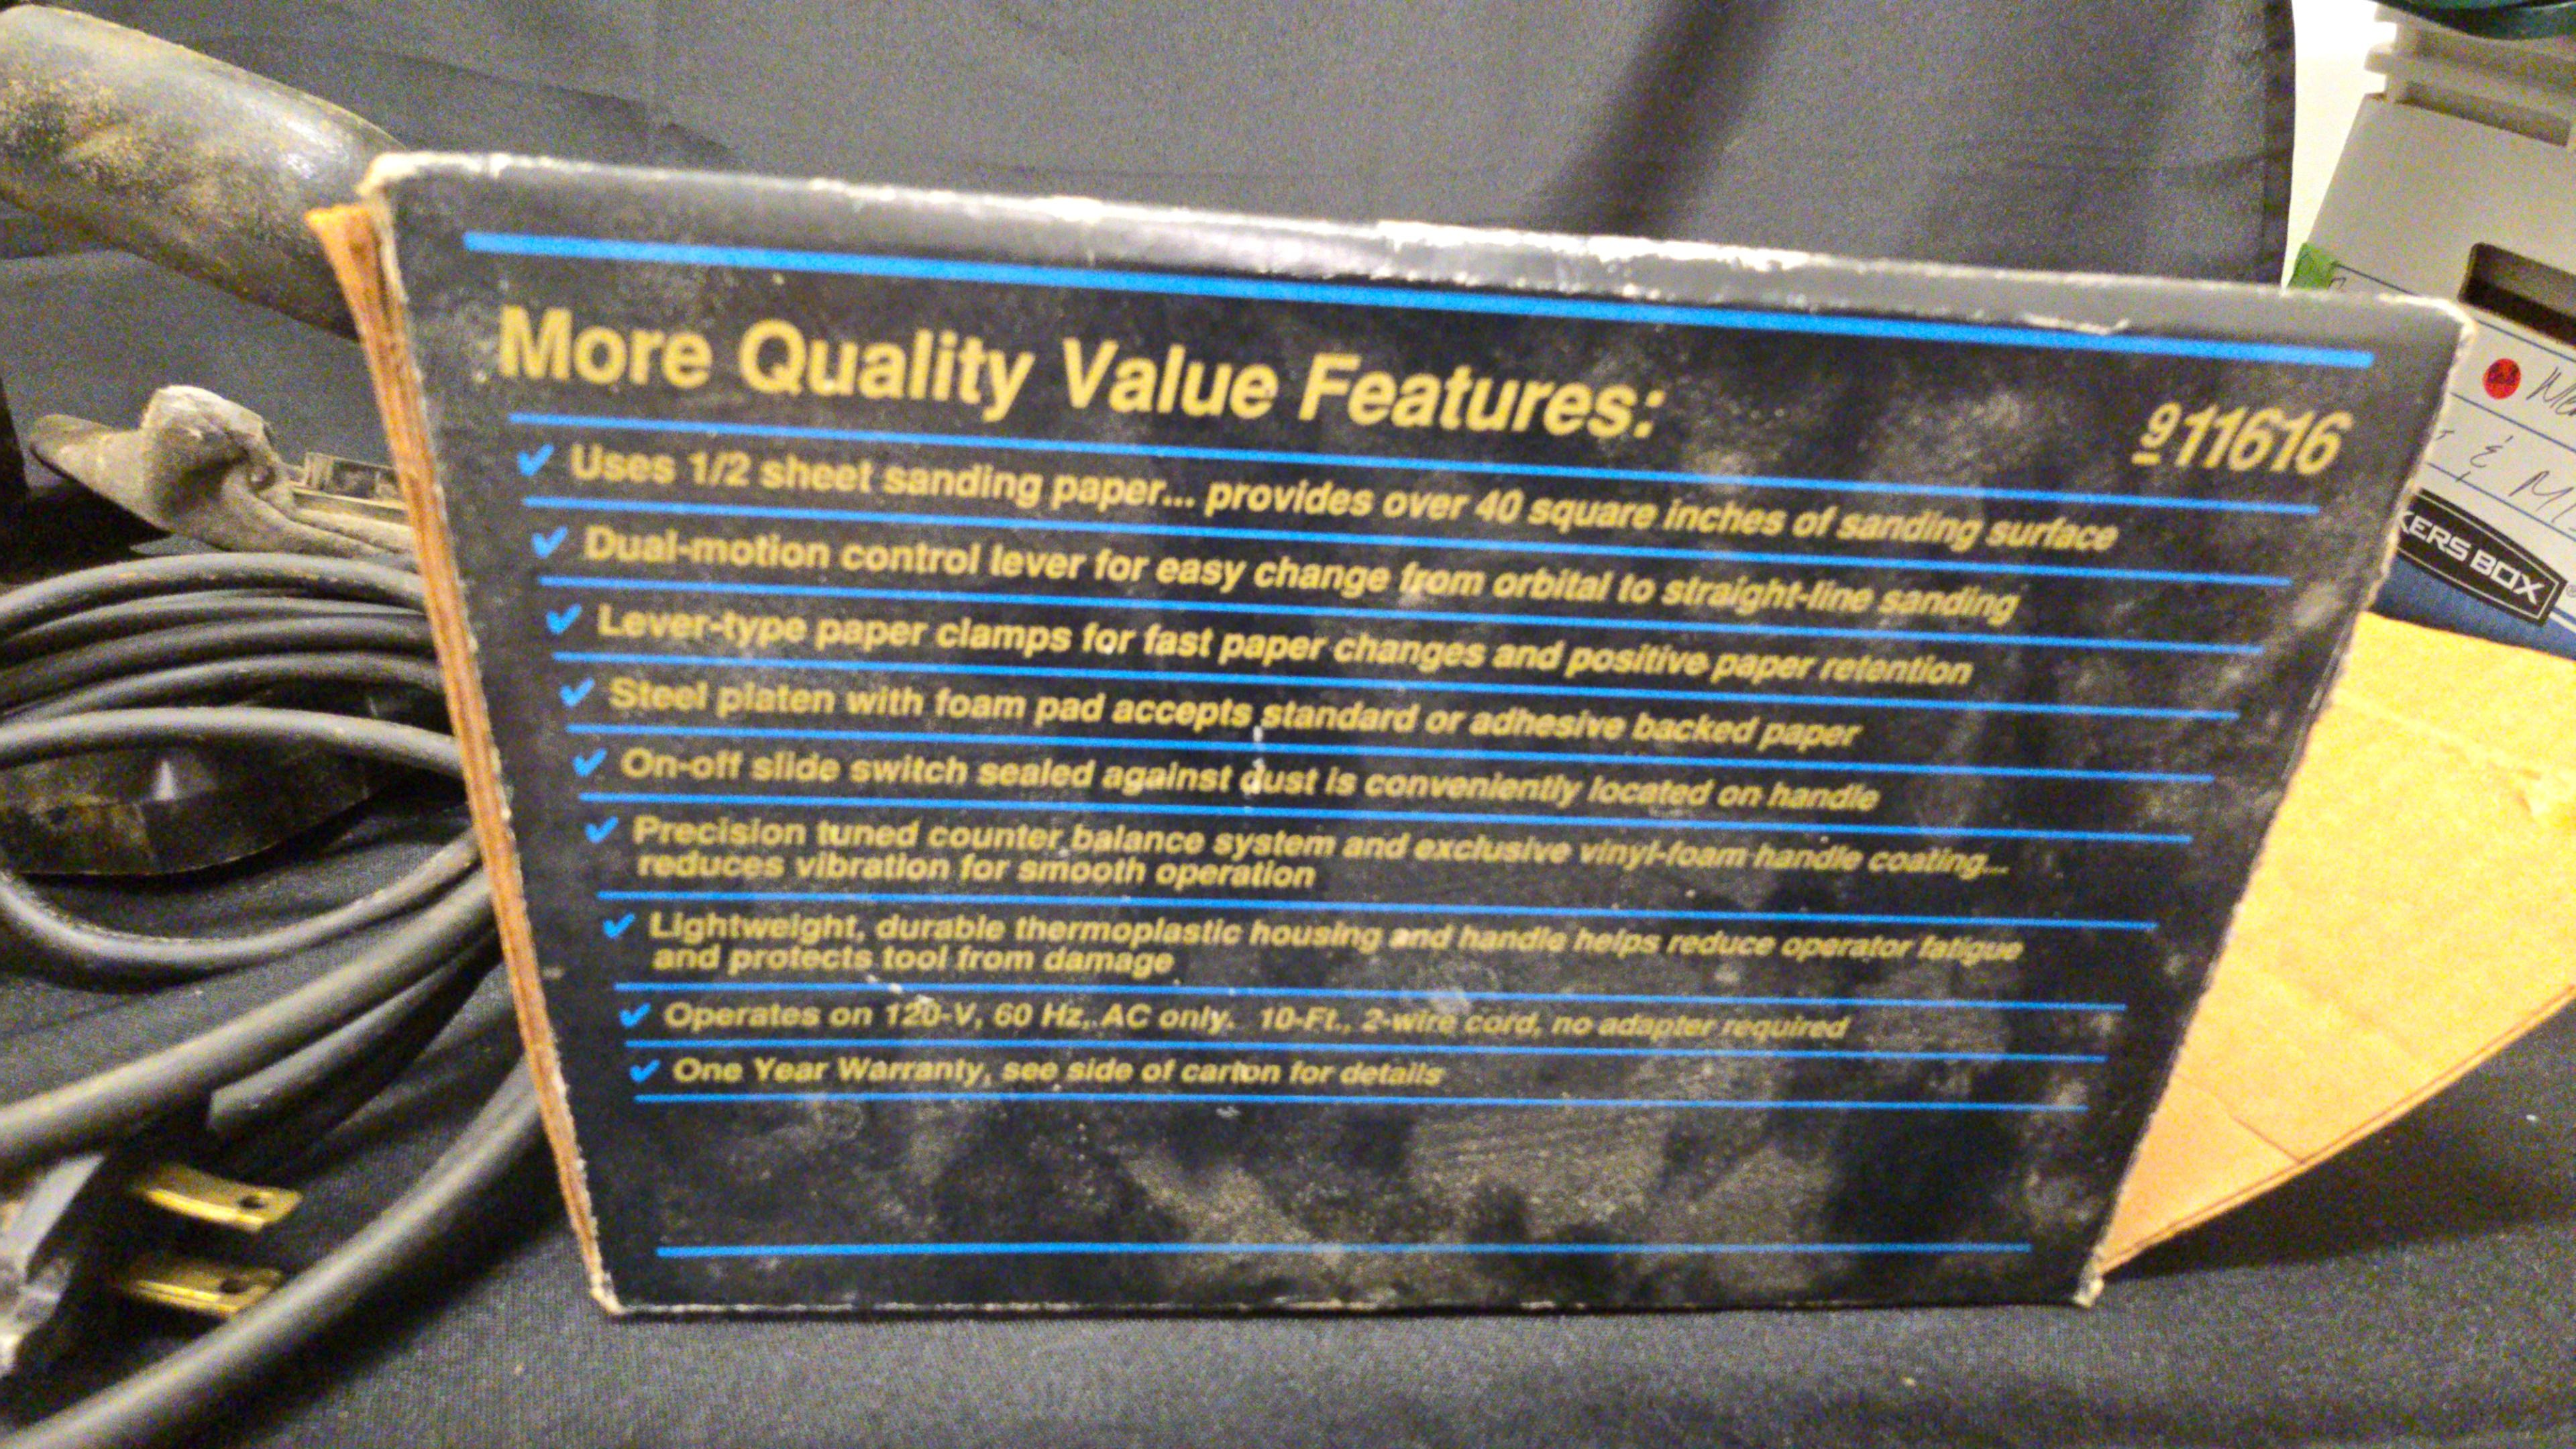 More Quality Value Features:
911616
✓ Uses 1/2 sheet sanding paper... provides over 40 square inches of sanding surface
✓ Dual-motion control lever for easy change from orbital to straight-line sanding
✓ Lever-type paper clamps for fast paper changes and positive paper retention
✓ Steel platen with foam pad accepts standard or adhesive backed paper
✓ On-off slide switch sealed against dust is conveniently located on handle
✓ Precision tuned counter balance system and exclusive vinyl-foam handle coating...
reduces vibration for smooth operation
✓ Lightweight, durable thermoplastic housing and handle helps reduce operator fatigue
and protects tool from damage
✓ Operates on 120-V, 60 Hz, AC only. 10-Ft., 2-wire cord, no adapter required
✓ One Year Warranty, see side of carton for details
& M
KERS BOX